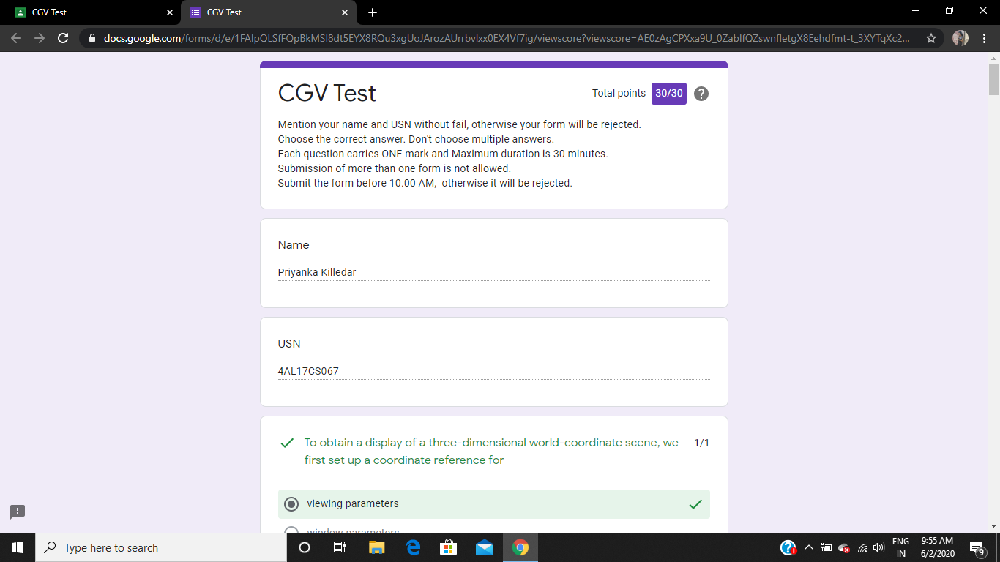 CGV Test
CGV Test
docs.google.com/forms/d/e/1FAIpQLSfFQpBkMSI8dt5EYX8RQu3xgUoJArozAUrrbvlxx0EX4Vf7ig/viewscore?viewscore=AE0zAgCPXxa9U_0ZablfQZswnfletgX8Eehdfmt-t_3XYTqXc2...
CGV Test
Total points 30/30
Mention your name and USN without fail, otherwise your form will be rejected.
Choose the correct answer. Don't choose multiple answers.
Each question carries ONE mark and Maximum duration is 30 minutes.
Submission of more than one form is not allowed.
Submit the form before 10.00 AM,  otherwise it will be rejected.
Name
Priyanka Killedar
USN
4AL17CS067
To obtain a display of a three-dimensional world-coordinate scene, we
first set up a coordinate reference for
1/1
viewing parameters
window parameters
Type here to search
ENG
IN
9:55 AM
6/2/2020
9